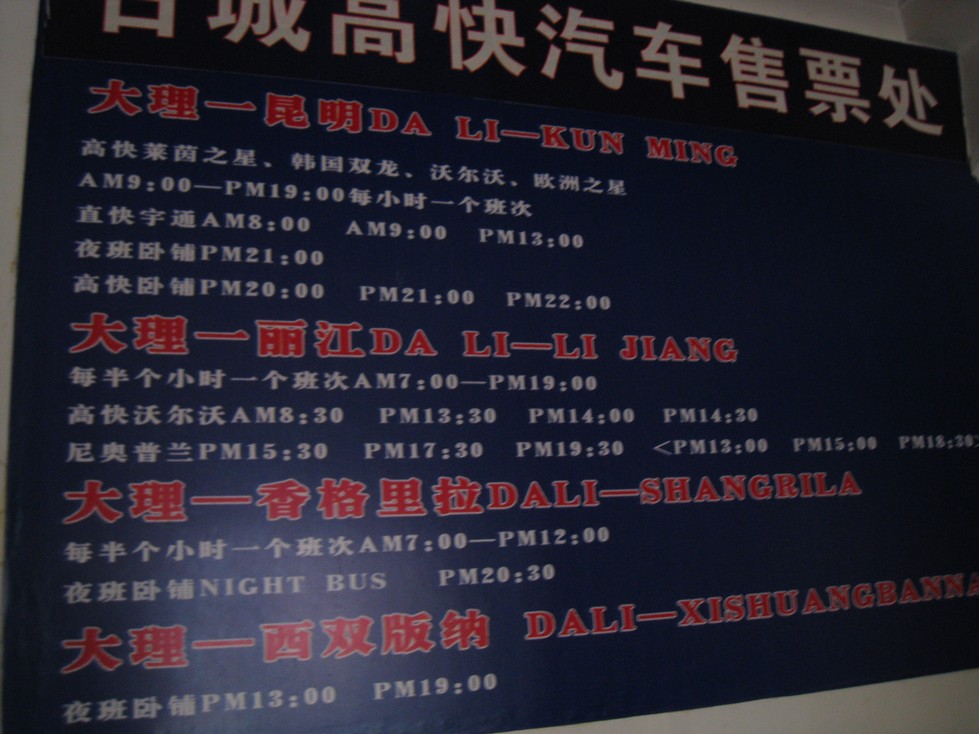 古城高快汽车售票处
大理一昆明DA LI—KUN MING
高快莱茵之星、韩国双龙、沃尔沃、欧洲之星
AM9:00—PM19:00每小时一个班次
直快宇通AM8:00 AM9:00 PM13:00
夜班卧铺PM21:00
高快卧铺PM20:00 PM21:00 PM22:00
大理一丽江DA LI—LI JIANG
每半个小时一个班次AM7:00—PM19:00
高快沃尔沃AM8:30 PM13:30 PM14:00 PM14:30
尼奥普兰PM15:30 PM17:30 PM19:30 <PM13:00 PM15:00 PM18:30>
大理—香格里拉DALI—SHANGRILA
每半个小时一个班次AM7:00—PM12:00
夜班卧铺NIGHT BUS PM20:30
大理—西双版纳 DALI—XISHUANGBANNA
夜班卧铺PM13:00 PM19:00